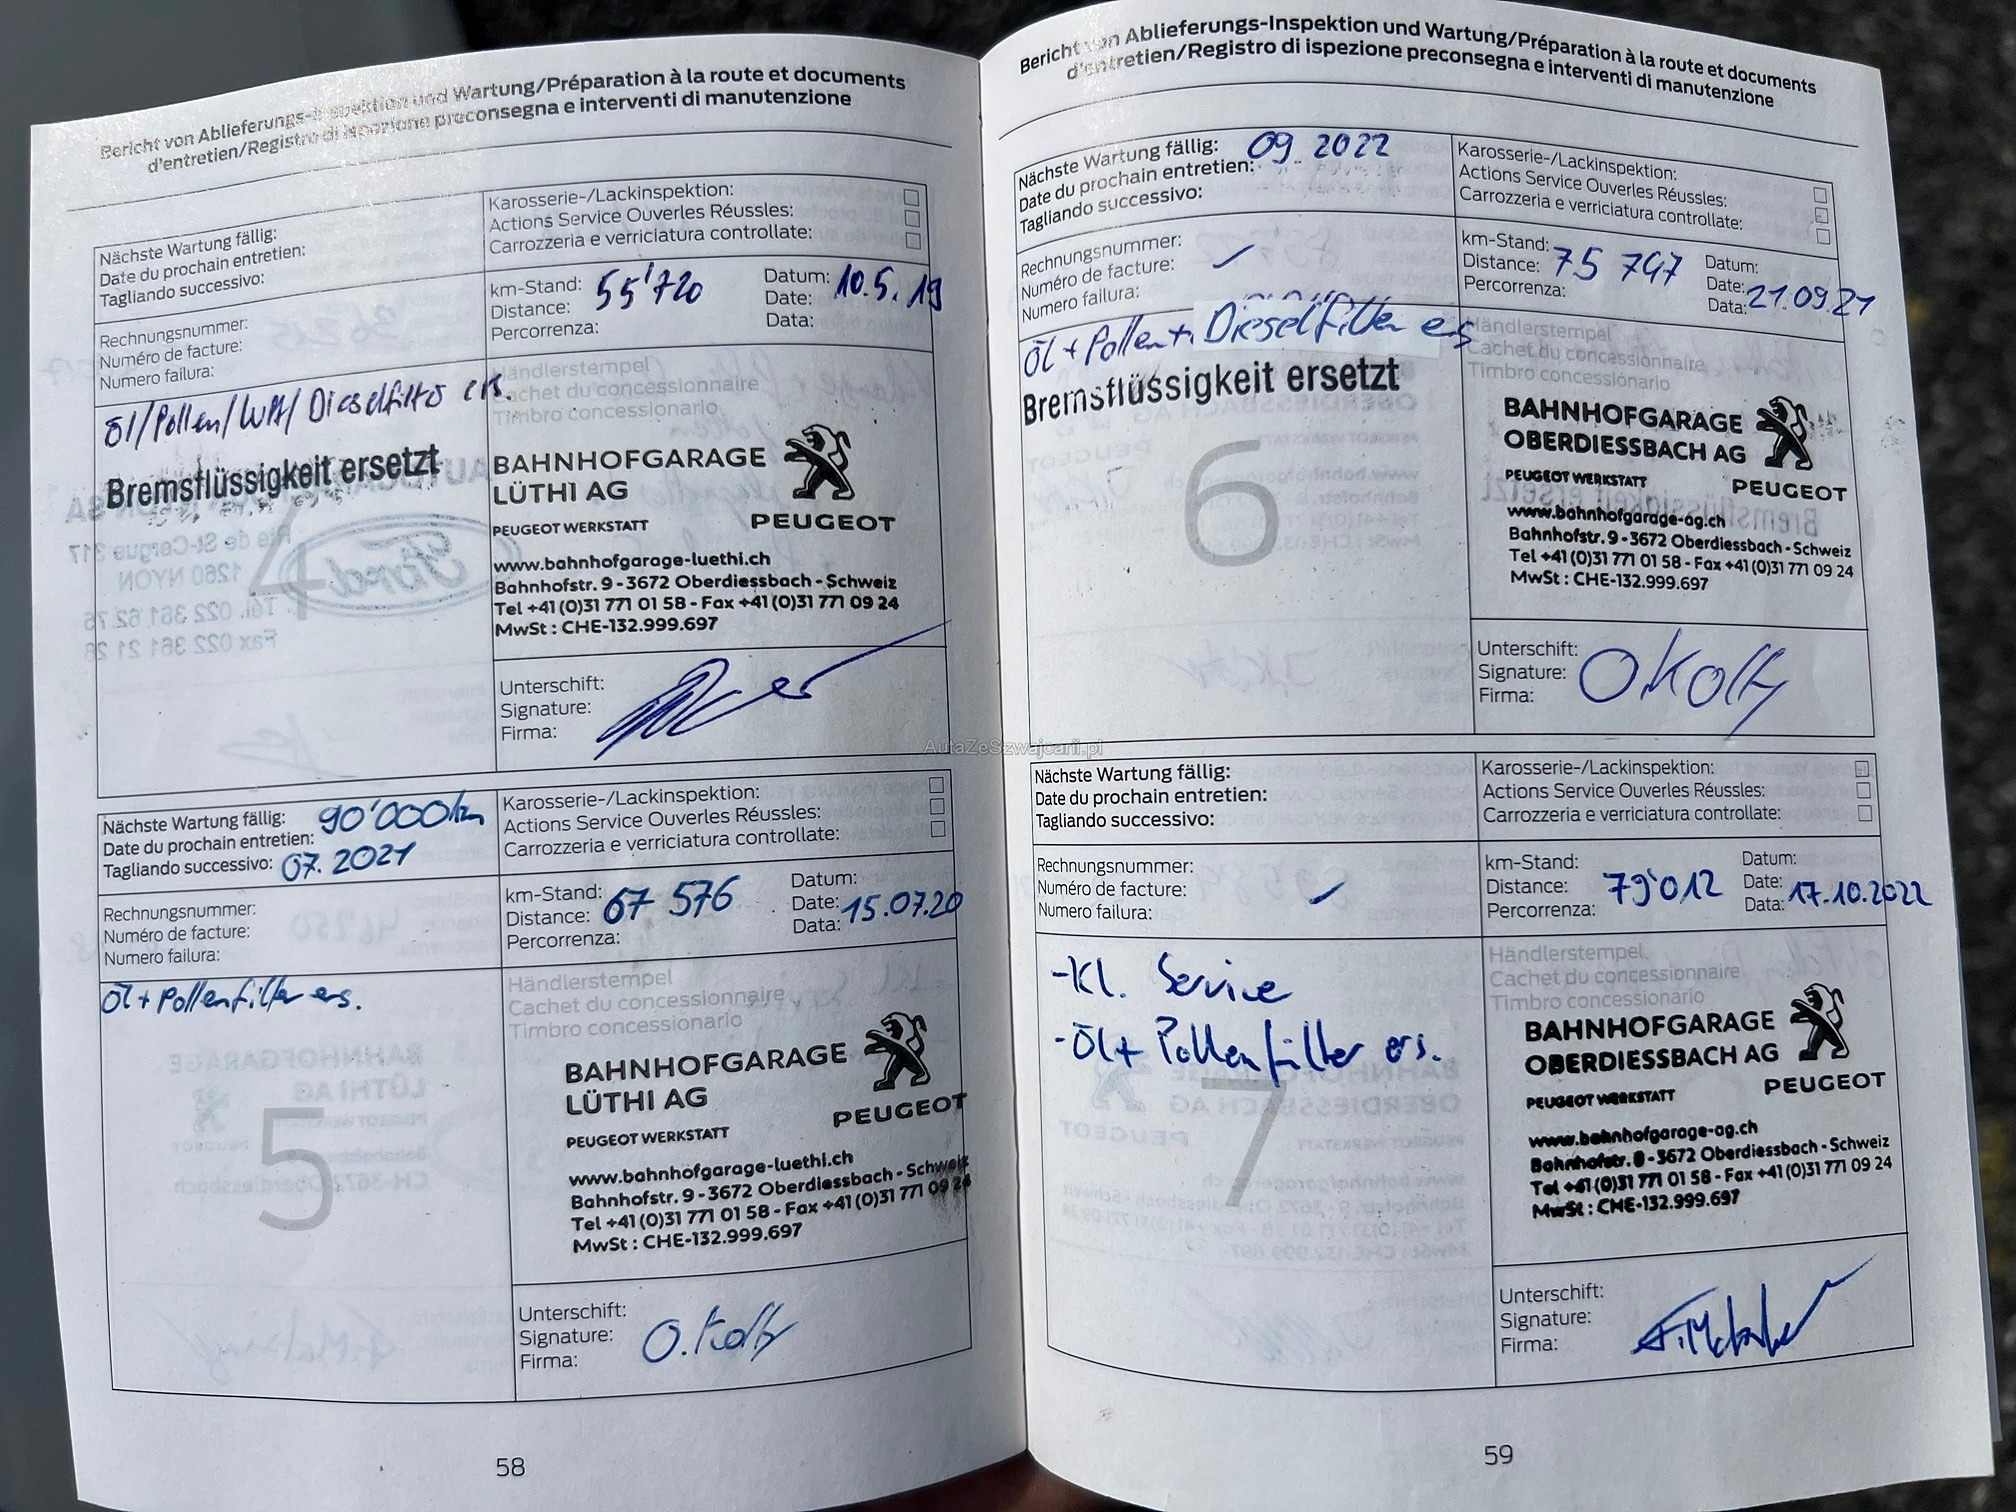 Bericht von Ablieferungs-Inspektion und Wartung/Préparation à la route et documents
d'entretien/Registro di ispezione preconsegna e interventi di manutenzione
Nächste Wartung fällig:
Date du prochain entretien:
Tagliando successivo:
Karosserie-/Lackinspektion:
Actions Service Ouverles Réussles:
Carrozzeria e verriciatura controllate:
Rechnungsnummer:
Numéro de facture:
Numero failura:
km-Stand:
Distance: 55'720
Percorrenza:
Datum:
Date: 10.5.19
Data:
Öl/Pollen/Luft/Dieselfilter ers.
Bremsflüssigkeit ersetzt
4
Händlerstempel
Cachet du concessionnaire
Timbro concessionario
BAHNHOFGARAGE
LÜTHI AG
PEUGEOT WERKSTATT
PEUGEOT
www.bahnhofgarage-luethi.ch
Bahnhofstr. 9 - 3672 Oberdiessbach - Schweiz
Tel +41 (0)31 771 01 58 - Fax +41 (0)31 771 09 24
MwSt : CHE-132.999.697
Unterschift:
Signature:
Firma:
Nächste Wartung fällig: 90'000km
Date du prochain entretien:
Tagliando successivo: 07.2021
Karosserie-/Lackinspektion:
Actions Service Ouverles Réussles:
Carrozzeria e verriciatura controllate:
Rechnungsnummer:
Numéro de facture:
Numero failura:
km-Stand:
Distance: 67 576
Percorrenza:
Datum:
Date: 15.07.20
Data:
Öl + Pollenfilter ers.
5
Händlerstempel
Cachet du concessionnaire
Timbro concessionario
BAHNHOFGARAGE
LÜTHI AG
PEUGEOT WERKSTATT
PEUGEOT
www.bahnhofgarage-luethi.ch
Bahnhofstr. 9 - 3672 Oberdiessbach - Schweiz
Tel +41 (0)31 771 01 58 - Fax +41 (0)31 771 09 24
MwSt : CHE-132.999.697
Unterschift:
Signature: O. Kolly
Firma:
58
Bericht von Ablieferungs-Inspektion und Wartung/Préparation à la route et documents
d'entretien/Registro di ispezione preconsegna e interventi di manutenzione
Nächste Wartung fällig: 09.2022
Date du prochain entretien:
Tagliando successivo:
Karosserie-/Lackinspektion:
Actions Service Ouverles Réussles:
Carrozzeria e verriciatura controllate:
Rechnungsnummer:
Numéro de facture:
Numero failura:
km-Stand:
Distance: 75 747
Percorrenza:
Datum:
Date: 21.09.21
Data:
Öl + Pollen + Dieselfilter ers
Bremsflüssigkeit ersetzt
6
Händlerstempel
Cachet du concessionnaire
Timbro concessionario
BAHNHOFGARAGE
OBERDIESSBACH AG
PEUGEOT WERKSTATT
PEUGEOT
www.bahnhofgarage-ag.ch
Bahnhofstr. 9 - 3672 Oberdiessbach - Schweiz
Tel +41 (0)31 771 01 58 - Fax +41 (0)31 771 09 24
MwSt : CHE-132.999.697
Unterschift:
Signature: O Kolly
Firma:
AutaZeSzwajcarii.pl
Nächste Wartung fällig:
Date du prochain entretien:
Tagliando successivo:
Karosserie-/Lackinspektion:
Actions Service Ouverles Réussles:
Carrozzeria e verriciatura controllate:
Rechnungsnummer:
Numéro de facture:
Numero failura:
km-Stand:
Distance: 79'012
Percorrenza:
Datum:
Date: 17.10.2022
Data:
-Kl. Service
-Öl + Pollenfilter ers.
7
Händlerstempel
Cachet du concessionnaire
Timbro concessionario
BAHNHOFGARAGE
OBERDIESSBACH AG
PEUGEOT WERKSTATT
PEUGEOT
www.bahnhofgarage-ag.ch
Bahnhofstr. 9 - 3672 Oberdiessbach - Schweiz
Tel +41 (0)31 771 01 58 - Fax +41 (0)31 771 09 24
MwSt : CHE-132.999.697
Unterschift:
Signature:
Firma:
59